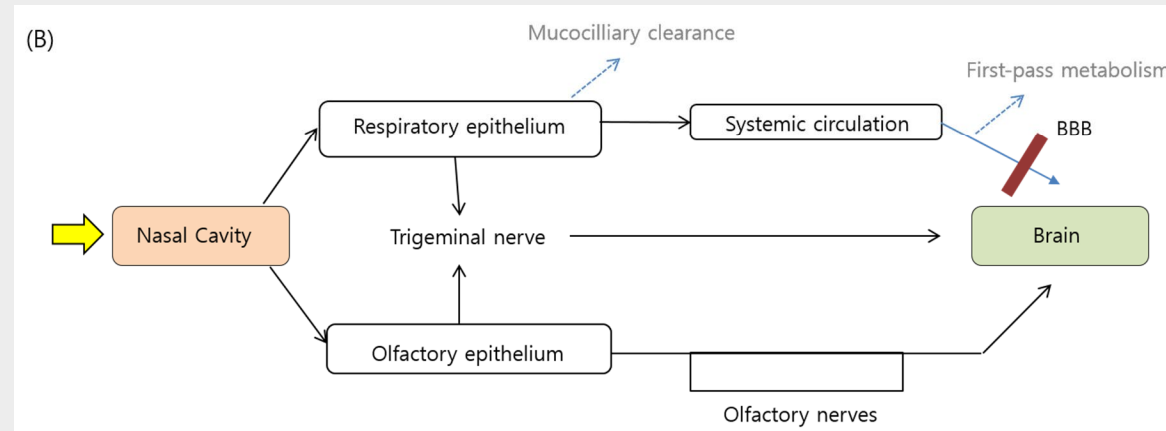 (B)
Mucocilliary clearance
First-pass metabolism
Respiratory epithelium
Systemic circulation
BBB
Nasal Cavity
Trigeminal nerve
Brain
Olfactory epithelium
Olfactory nerves